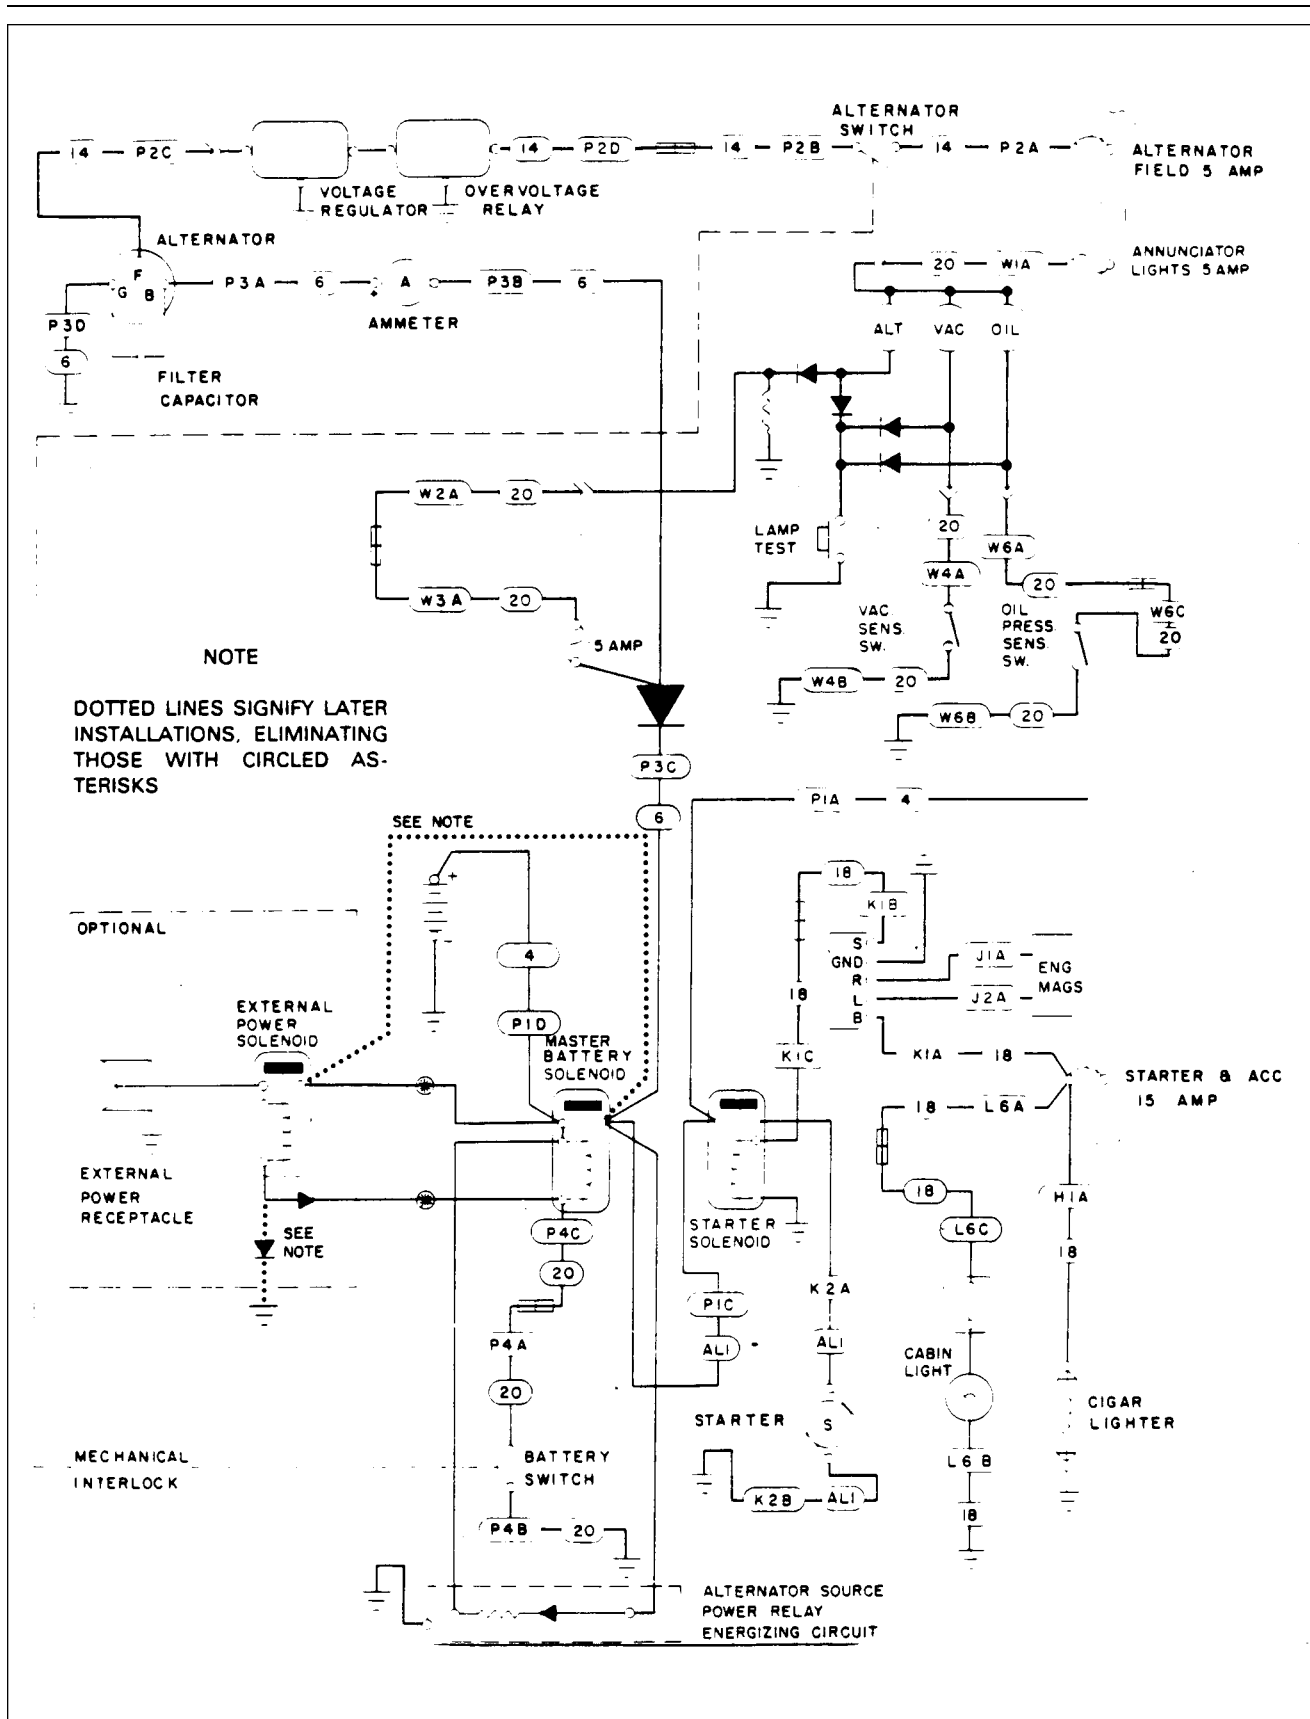 ALTERNATOR
SWITCH
14 P2C 14 P2D 14 P2B 14 P2A
ALTERNATOR
FIELD 5 AMP
VOLTAGE
REGULATOR
OVERVOLTAGE
RELAY
ALTERNATOR
F
G B
P3A 6 A P3B 6
+
AMMETER
P3D
6
FILTER
CAPACITOR
20 W1A
ANNUNCIATOR
LIGHTS 5 AMP
ALT VAC OIL
W2A 20
LAMP
TEST
20
W4A
W6A
20
W6C
20
W3A 20
5 AMP
VAC.
SENS.
SW.
OIL
PRESS.
SENS.
SW.
W4B 20
W6B 20
NOTE
DOTTED LINES SIGNIFY LATER
INSTALLATIONS, ELIMINATING
THOSE WITH CIRCLED AS-
TERISKS
P3C
6
P1A 4
SEE NOTE
+
-
4
P1D
OPTIONAL
EXTERNAL
POWER
SOLENOID
MASTER
BATTERY
SOLENOID
18
K1B
S
GND
R
L
B
J1A
J2A
ENG
MAGS
18
K1C
K1A 18
STARTER & ACC
15 AMP
18 L6A
EXTERNAL
POWER
RECEPTACLE
SEE
NOTE
P4C
20
STARTER
SOLENOID
18
L6C
H1A
18
P1C
AL1
K2A
AL1
P4A
20
CABIN
LIGHT
CIGAR
LIGHTER
STARTER
S
MECHANICAL
INTERLOCK
BATTERY
SWITCH
L6B
18
K2B AL1
P4B 20
ALTERNATOR SOURCE
POWER RELAY
ENERGIZING CIRCUIT